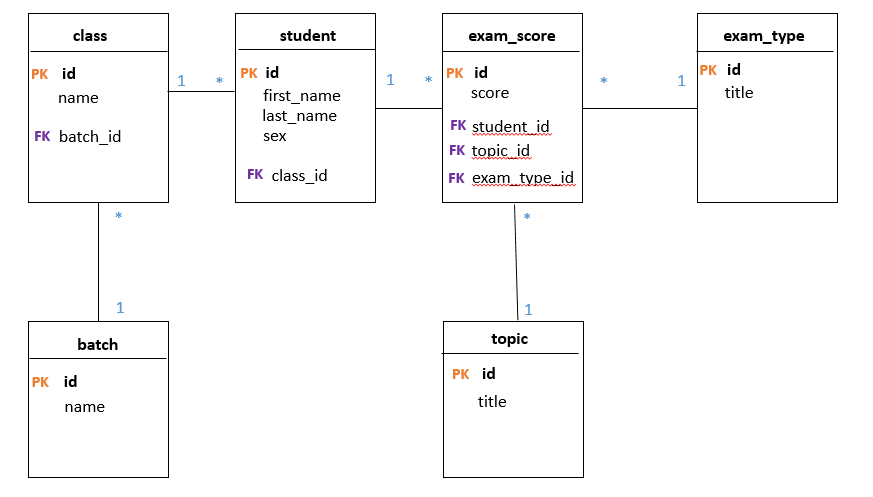 class
PK id
name
FK batch_id
1 *
student
PK id
first_name
last_name
sex
FK class_id
1 *
exam_score
PK id
score
FK student_id
FK topic_id
FK exam_type_id
* 1
exam_type
PK id
title
*
1
batch
PK id
name
*
1
topic
PK id
title